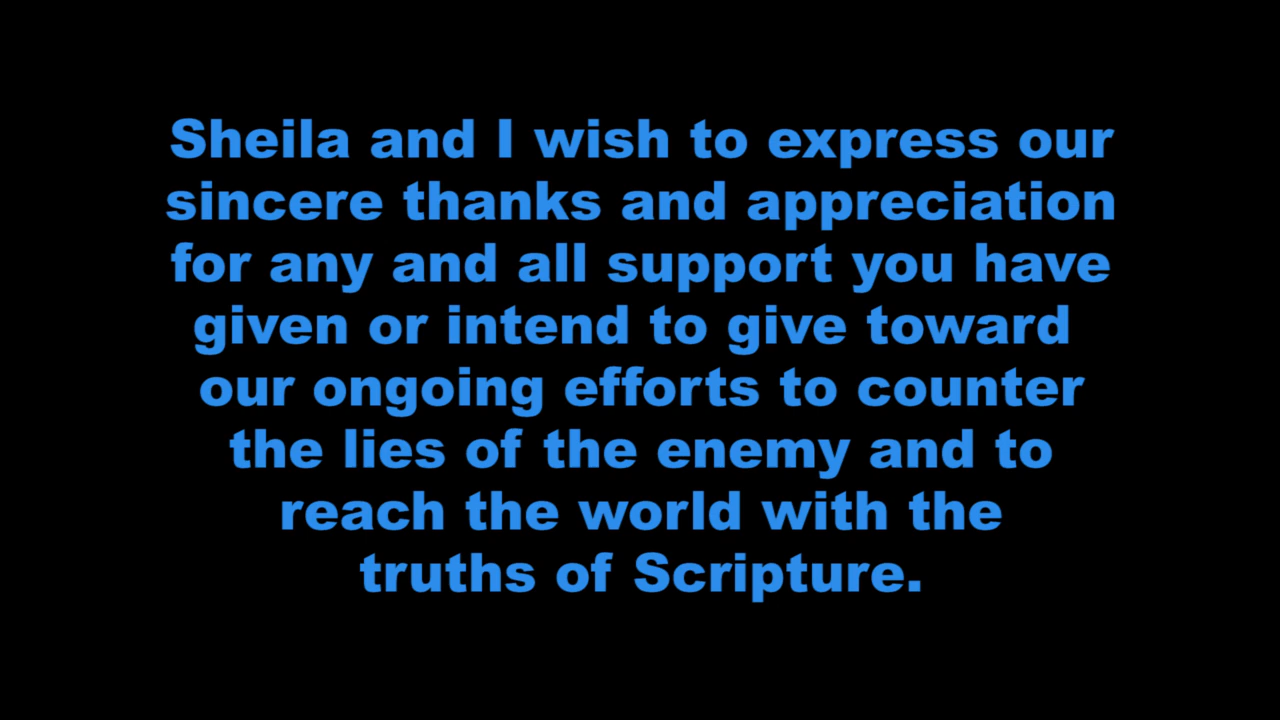 Sheila and I wish to express our
sincere thanks and appreciation
for any and all support you have
given or intend to give toward
our ongoing efforts to counter
the lies of the enemy and to
reach the world with the
truths of Scripture.